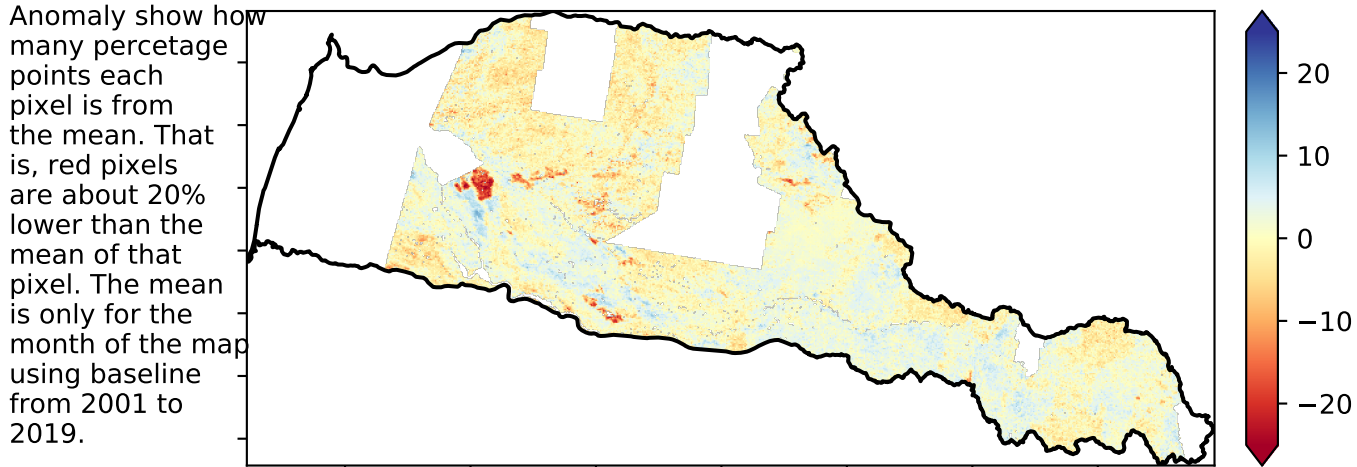 Anomaly show how
many percetage
points each
pixel is from
the mean. That
is, red pixels
are about 20%
lower than the
mean of that
pixel. The mean
is only for the
month of the map
using baseline
from 2001 to
2019.
20
10
0
−10
−20